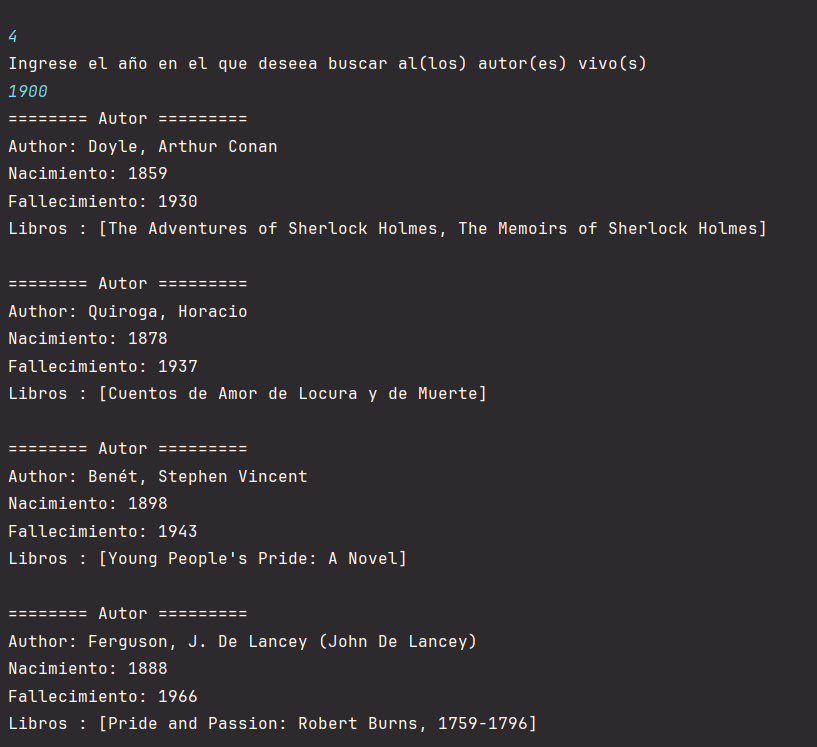 4
Ingrese el año en el que deseea buscar al(los) autor(es) vivo(s)
1900
======== Autor =========
Author: Doyle, Arthur Conan
Nacimiento: 1859
Fallecimiento: 1930
Libros : [The Adventures of Sherlock Holmes, The Memoirs of Sherlock Holmes]
======== Autor =========
Author: Quiroga, Horacio
Nacimiento: 1878
Fallecimiento: 1937
Libros : [Cuentos de Amor de Locura y de Muerte]
======== Autor =========
Author: Benét, Stephen Vincent
Nacimiento: 1898
Fallecimiento: 1943
Libros : [Young People's Pride: A Novel]
======== Autor =========
Author: Ferguson, J. De Lancey (John De Lancey)
Nacimiento: 1888
Fallecimiento: 1966
Libros : [Pride and Passion: Robert Burns, 1759-1796]